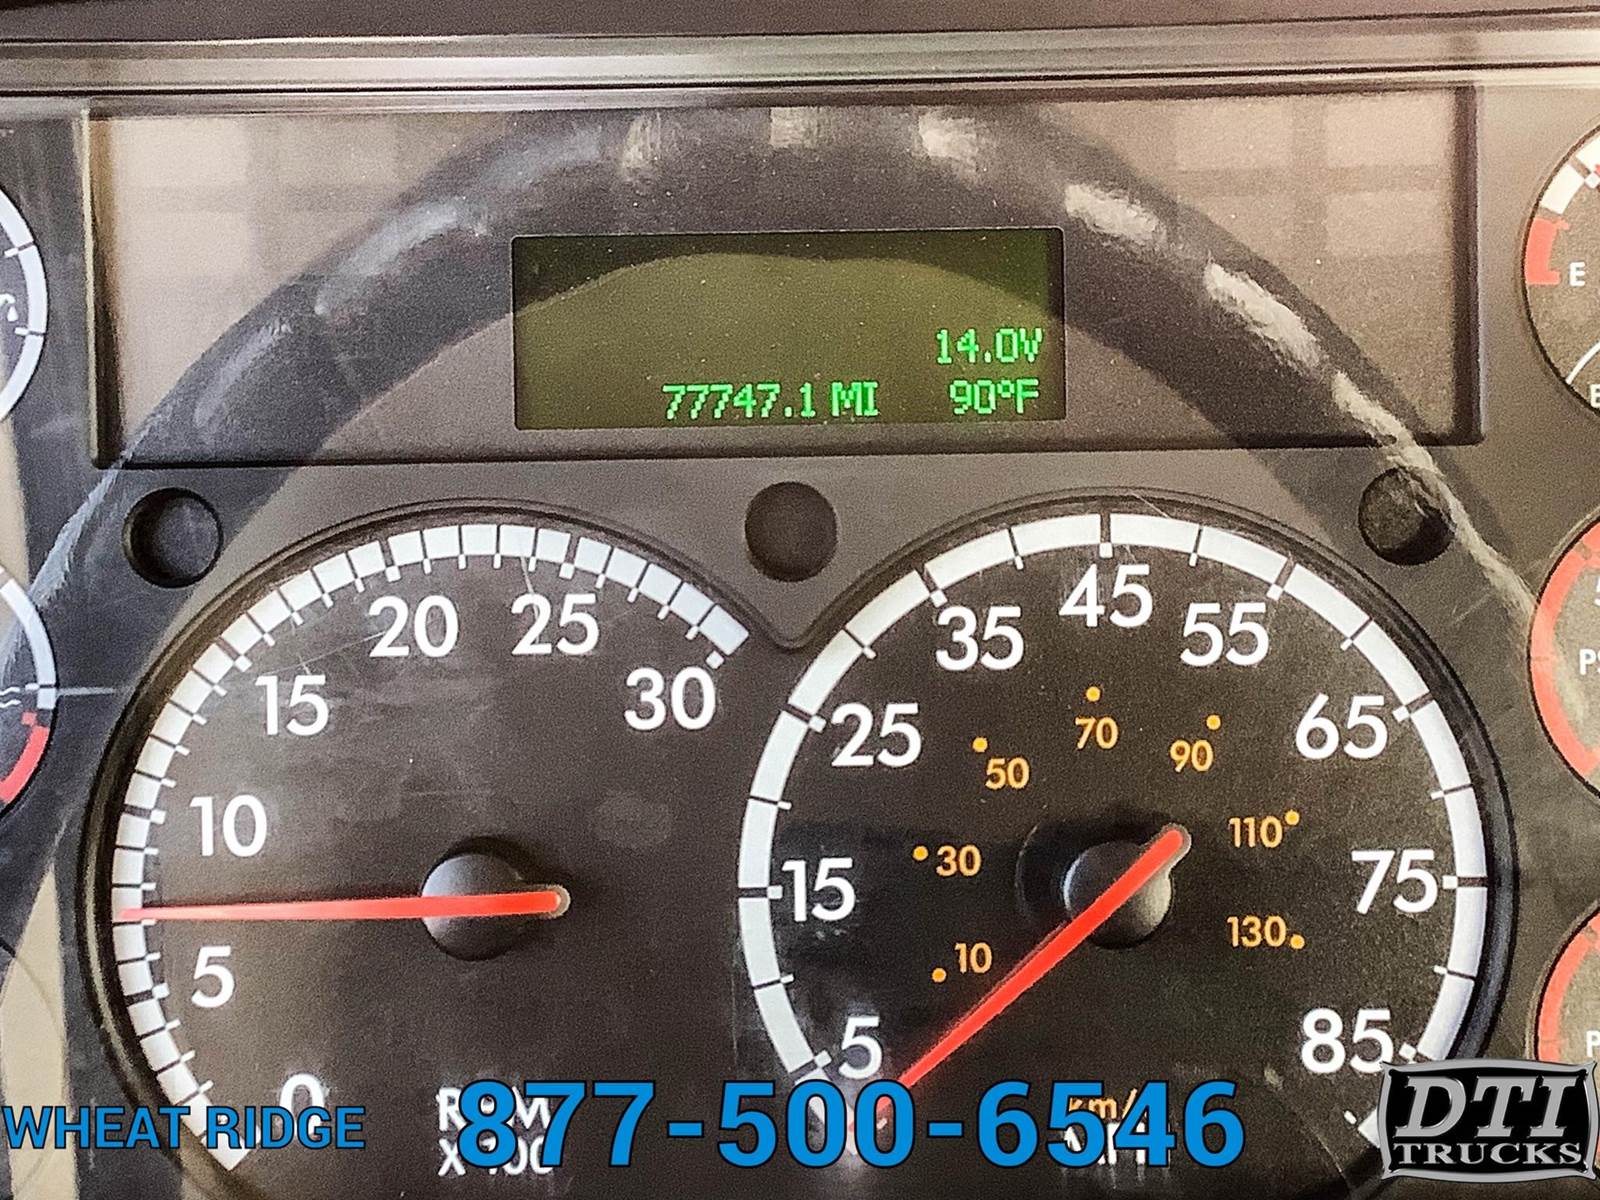 14.0V
77747.1 MI 90°F
E
0 5 10 15 20 25 30
5 15 25 35 45 55 65 75 85
10 30 50 70 90 110 130
WHEAT RIDGE
877-500-6546
DTI
TRUCKS